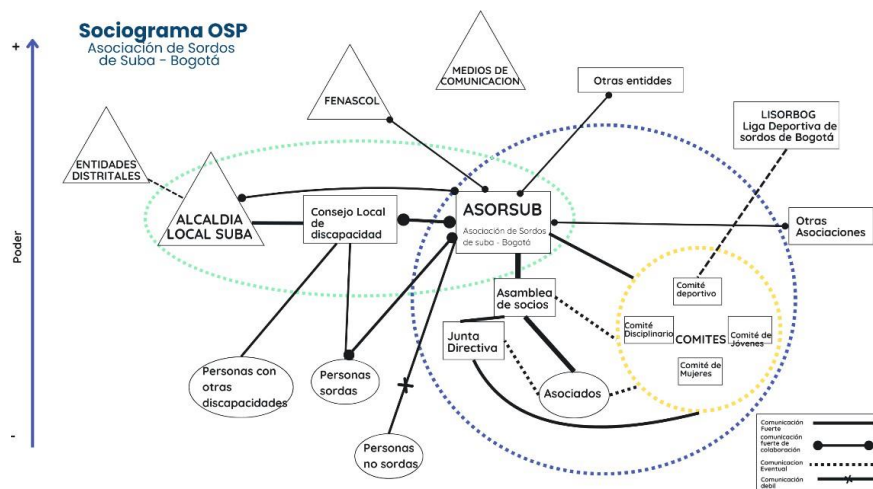 Sociograma OSP
Asociación de Sordos
de Suba - Bogotá
+
Poder
-
MEDIOS DE
COMUNICACION
FENASCOL
Otras entiddes
LISORBOG
Liga Deportiva de
sordos de Bogotá
ENTIDADES
DISTRITALES
ALCALDIA
LOCAL SUBA
Consejo Local
de
discapacidad
ASORSUB
Asociación de Sordos
de suba - Bogotá
Otras
Asociaciones
Asamblea
de socios
Comité
deportivo
Junta
Directiva
Comité
Disciplinario
COMITES
Comité de
Jóvenes
Comité de
Mujeres
Personas con
otras
discapacidades
Personas
sordas
Asociados
Personas
no sordas
Comunicación
Fuerte
comunicación
fuerte de
colaboración
Comunicacion
Eventual
Comunicación
debil